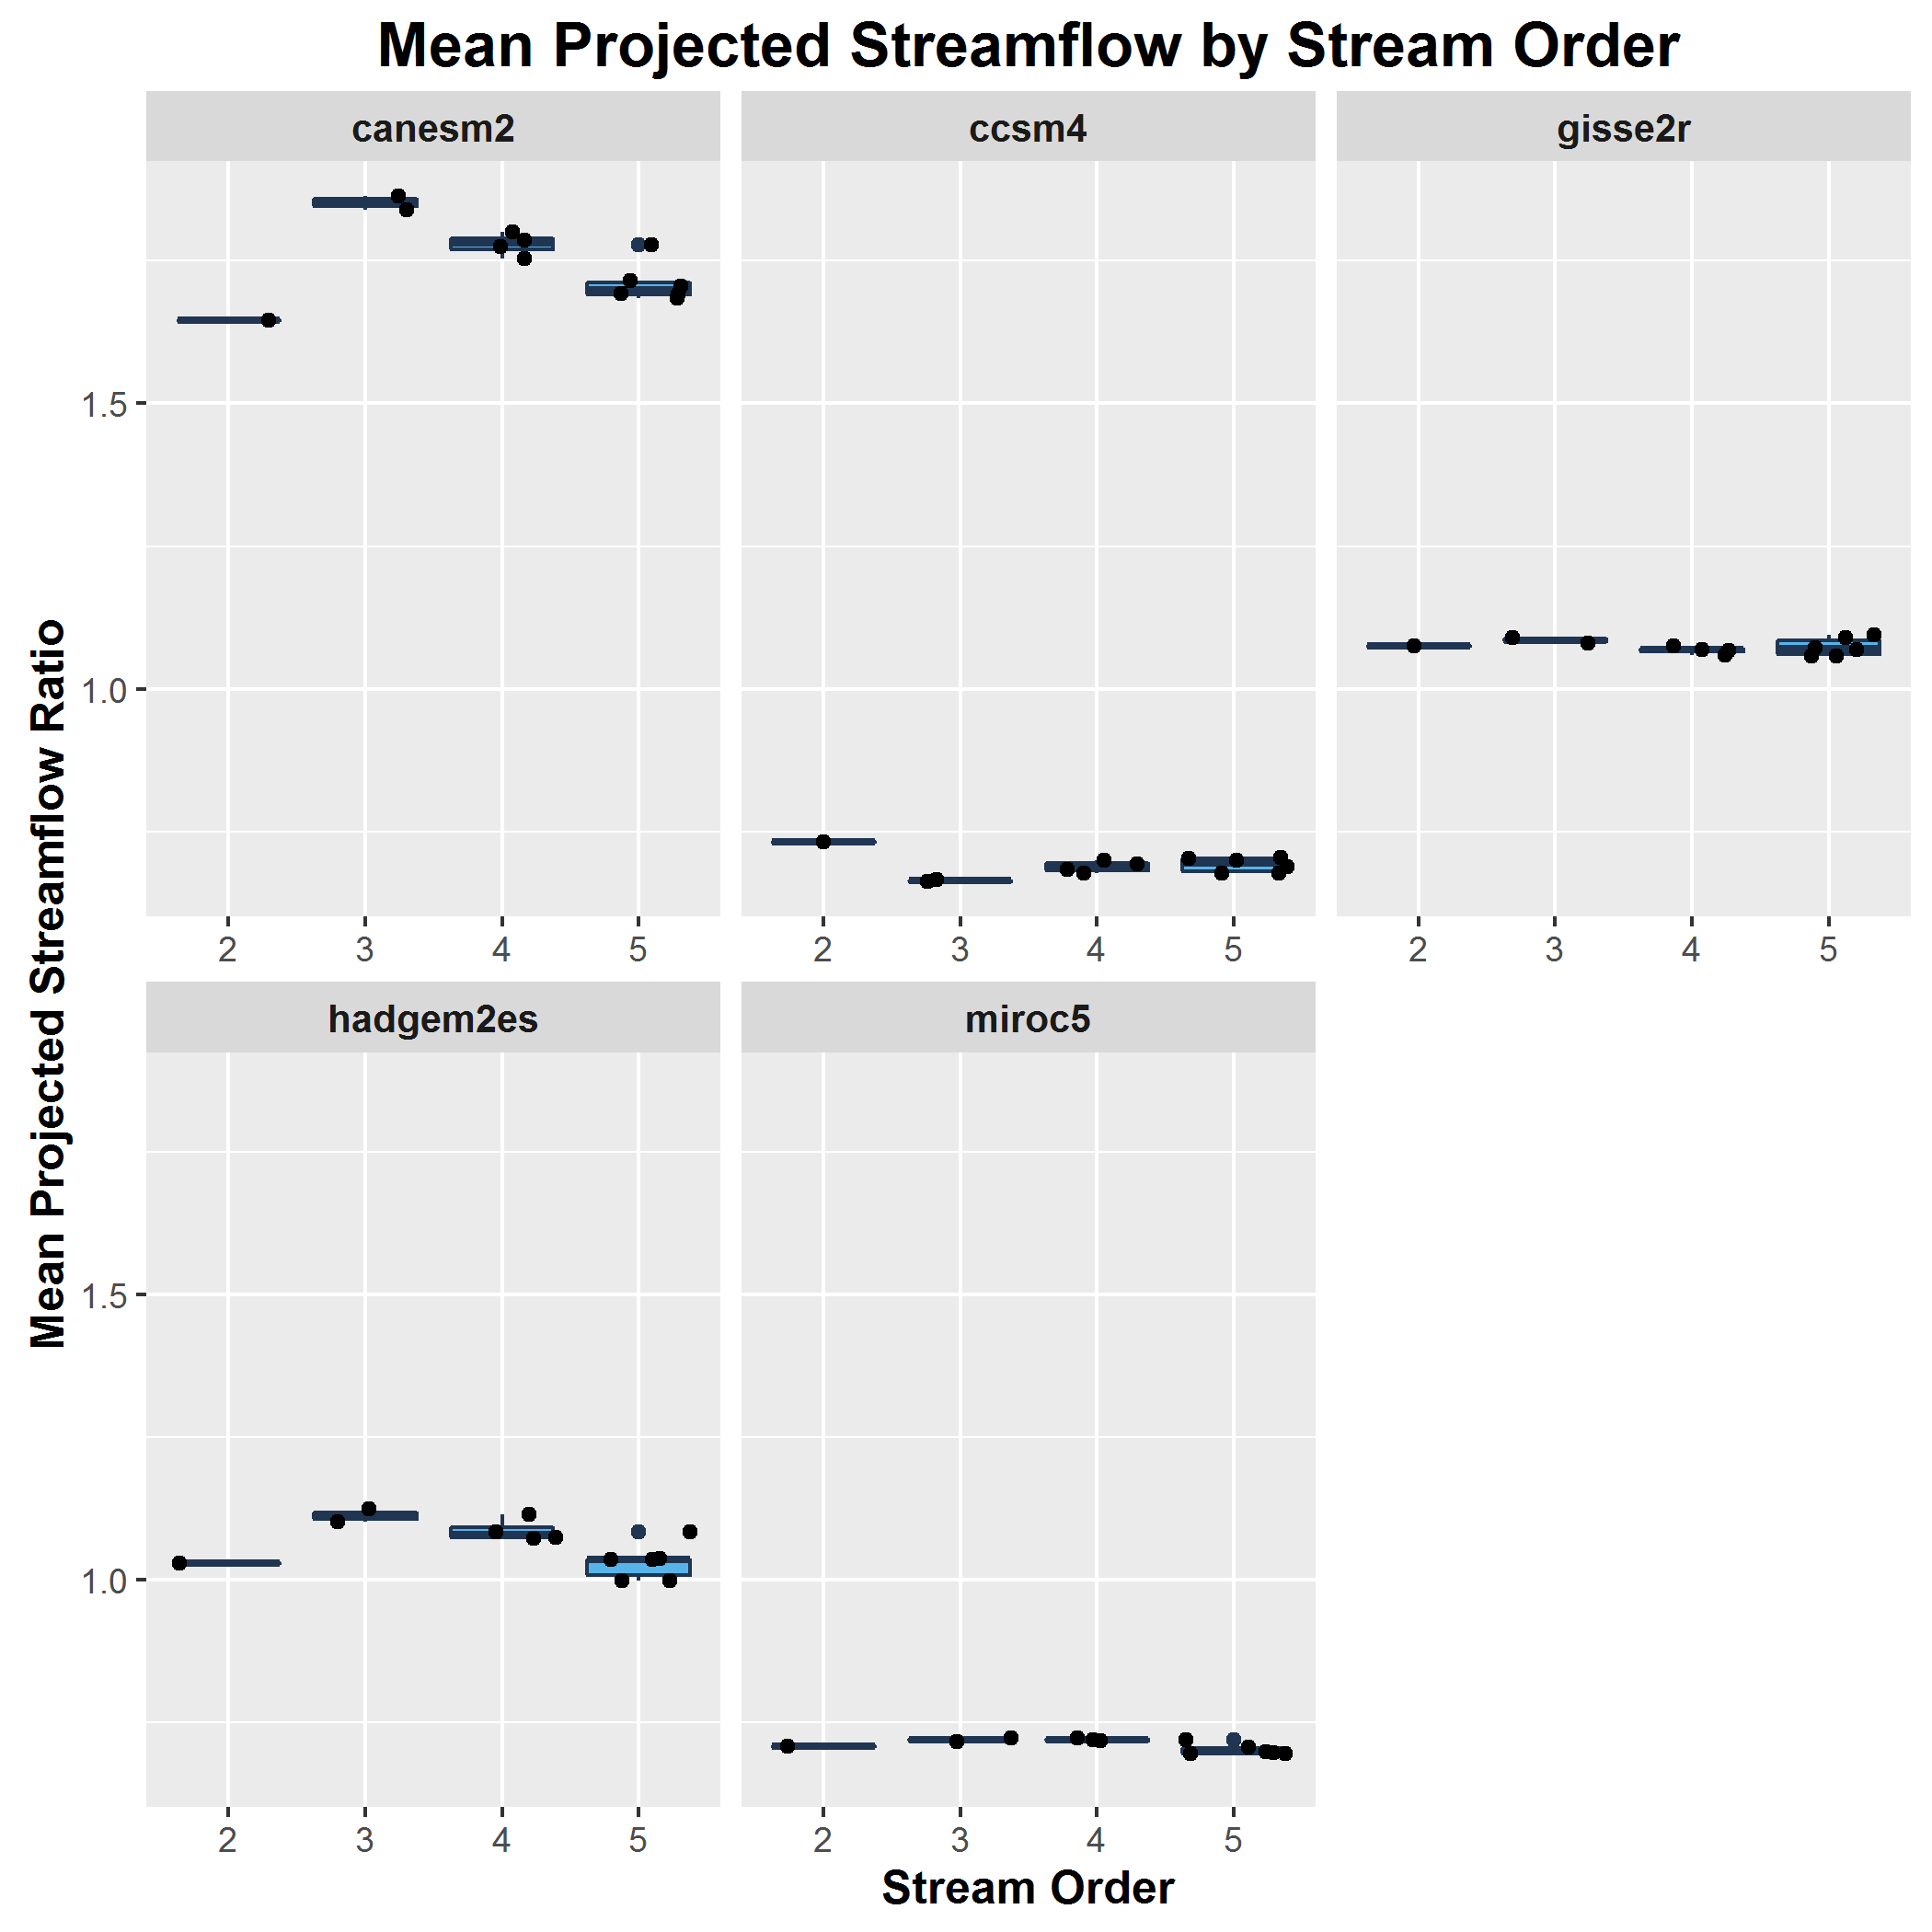 Mean Projected Streamflow by Stream Order
canesm2 ccsm4 gisse2r
Mean Projected Streamflow Ratio
1.5
1.0
2 3 4 5 2 3 4 5 2 3 4 5
hadgem2es miroc5
1.5
1.0
2 3 4 5 2 3 4 5
Stream Order